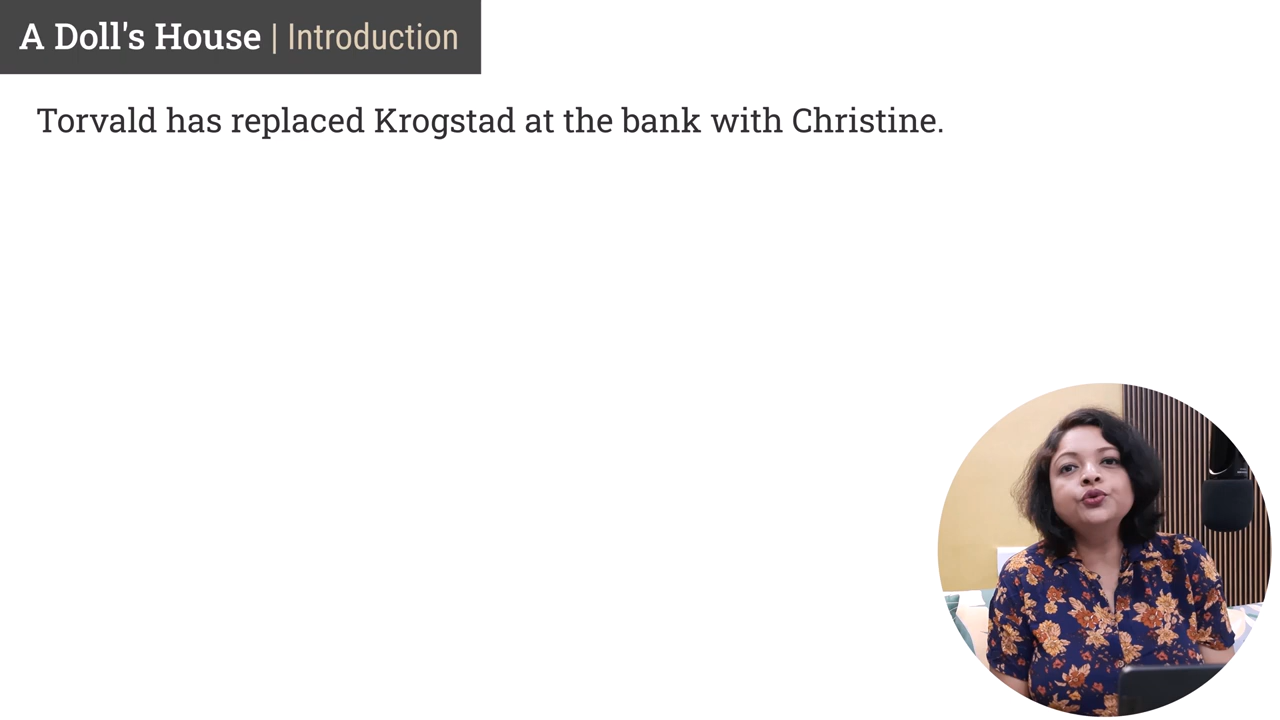 A Doll's House | Introduction
Torvald has replaced Krogstad at the bank with Christine.